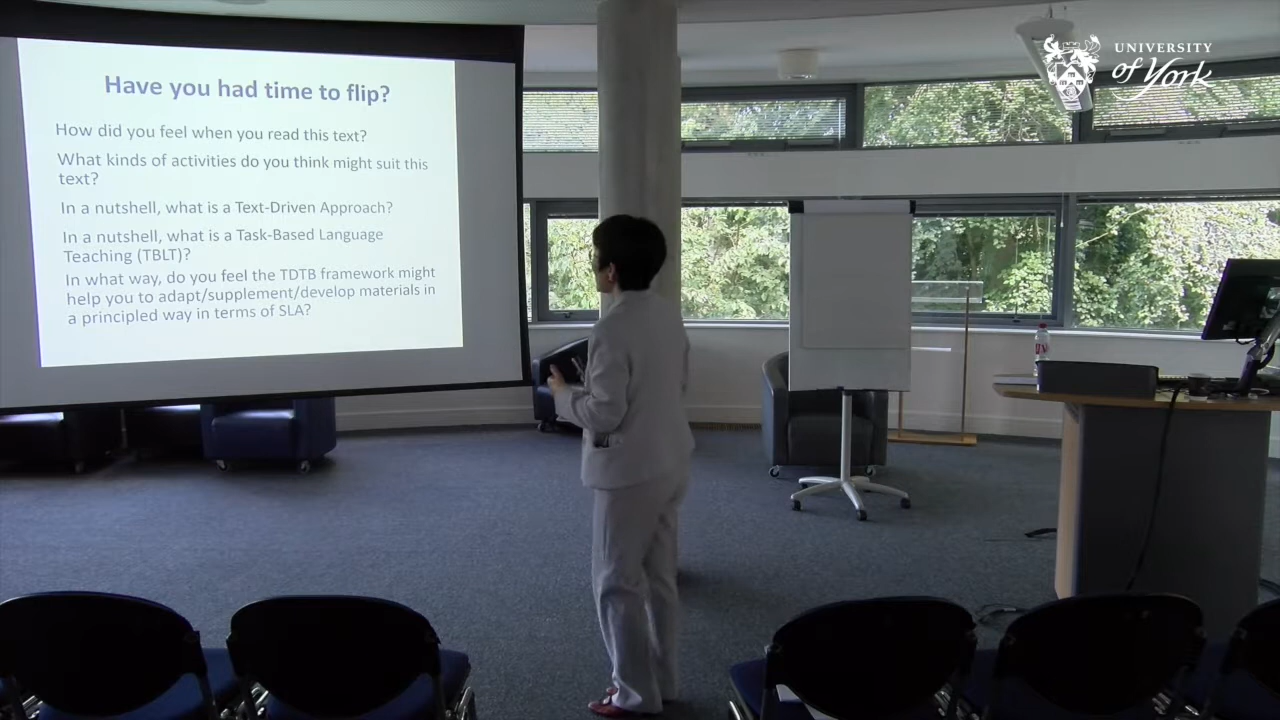 Have you had time to flip?
How did you feel when you read this text?
What kinds of activities do you think might suit this
text?
In a nutshell, what is a Text-Driven Approach?
In a nutshell, what is a Task-Based Language
Teaching (TBLT)?
In what way, do you feel the TDTB framework might
help you to adapt/supplement/develop materials in
a principled way in terms of SLA?
UNIVERSITY
of York